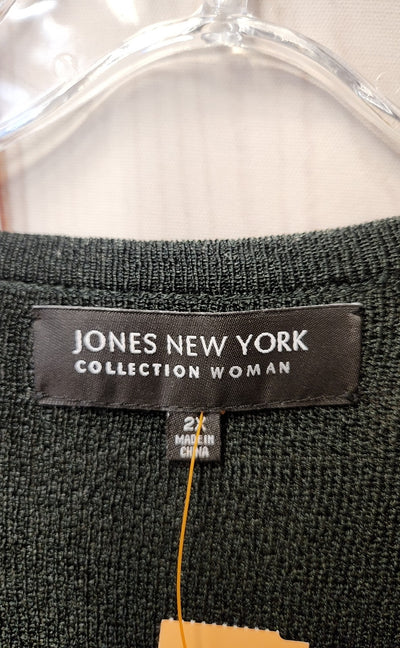 JONES NEW YORK
COLLECTION WOMAN
2X
MADE IN
CHINA